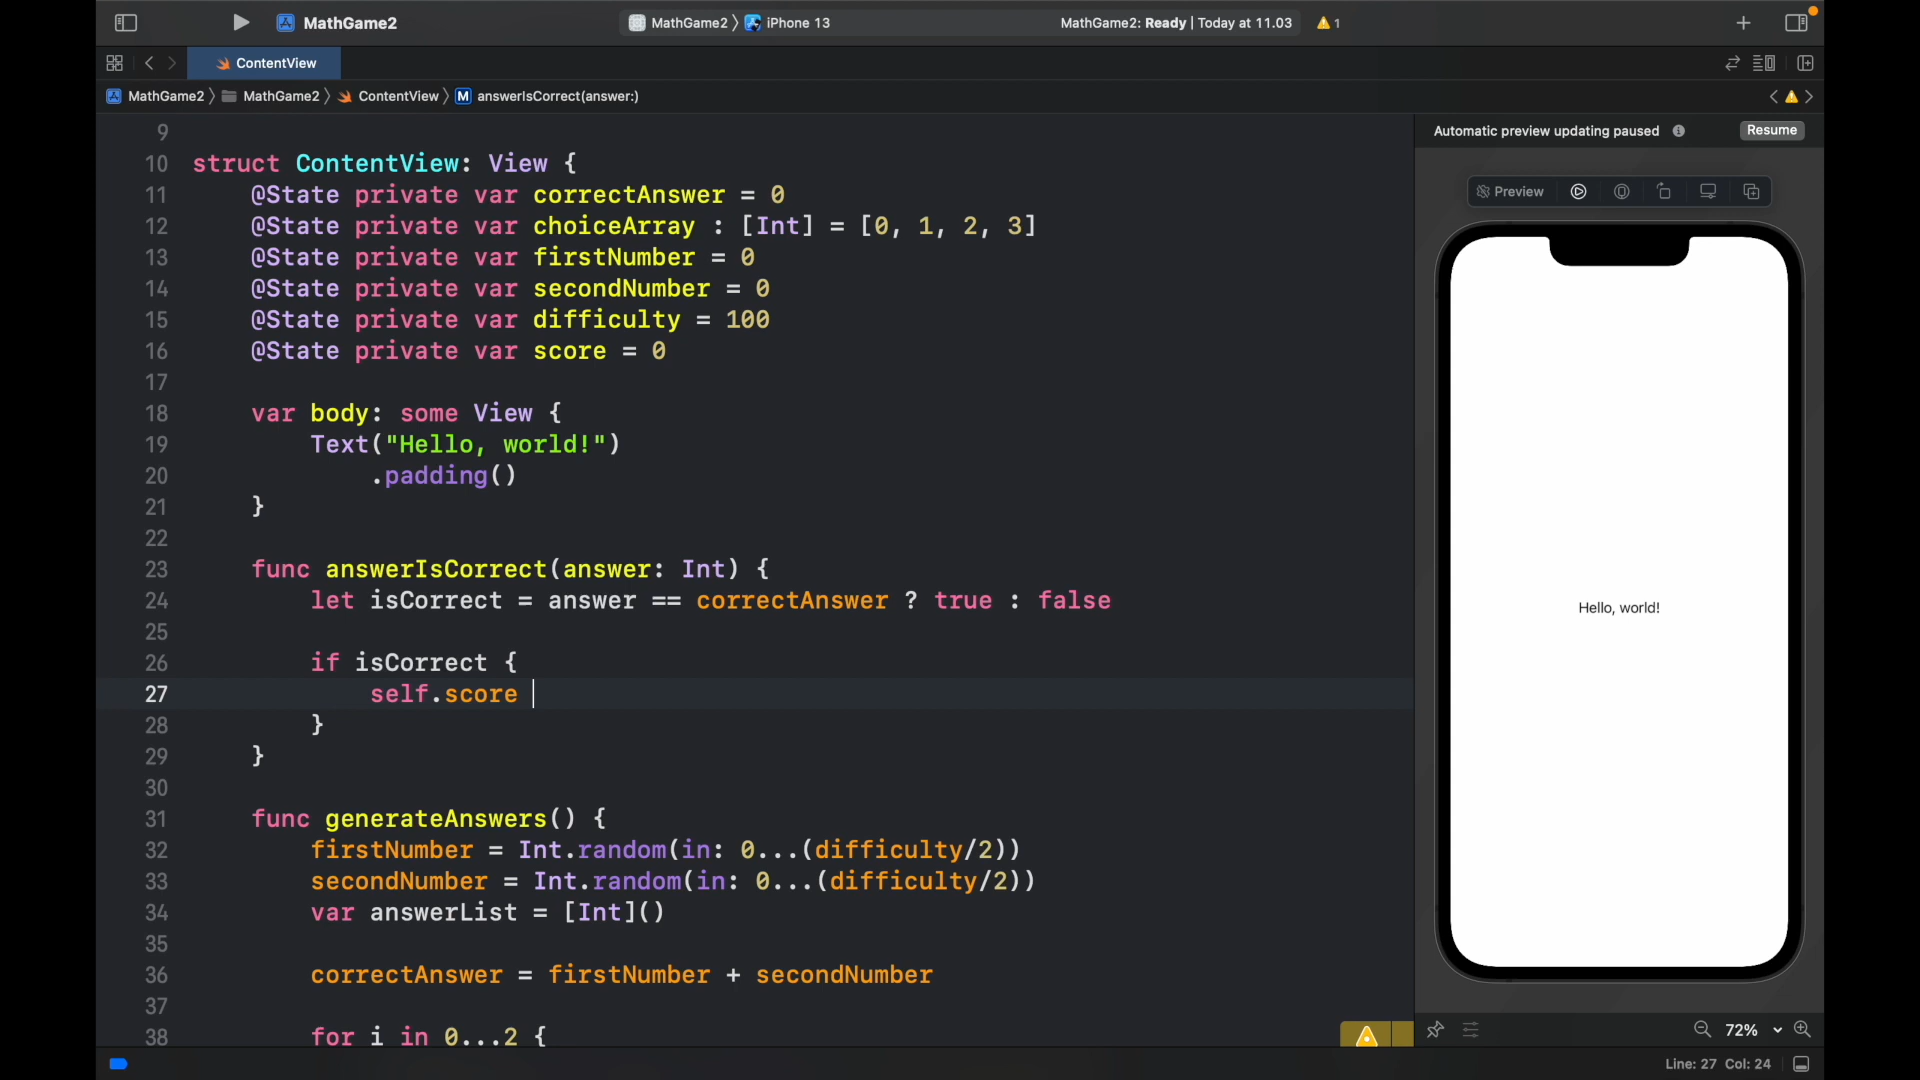 MathGame2
MathGame2 〉 iPhone 13
MathGame2: Ready | Today at 11.03
1
ContentView
MathGame2 〉 MathGame2 〉 ContentView 〉 M answerIsCorrect(answer:)
Automatic preview updating paused
Resume
Preview
9
10 struct ContentView: View {
11 @State private var correctAnswer = 0
12 @State private var choiceArray : [Int] = [0, 1, 2, 3]
13 @State private var firstNumber = 0
14 @State private var secondNumber = 0
15 @State private var difficulty = 100
16 @State private var score = 0
17
18 var body: some View {
19 Text("Hello, world!")
20 .padding()
21 }
22
23 func answerIsCorrect(answer: Int) {
24 let isCorrect = answer == correctAnswer ? true : false
25
26 if isCorrect {
27 self.score
28 }
29 }
30
31 func generateAnswers() {
32 firstNumber = Int.random(in: 0...(difficulty/2))
33 secondNumber = Int.random(in: 0...(difficulty/2))
34 var answerList = [Int]()
35
36 correctAnswer = firstNumber + secondNumber
37
38 for i in 0...2 {
Hello, world!
72%
Line: 27 Col: 24